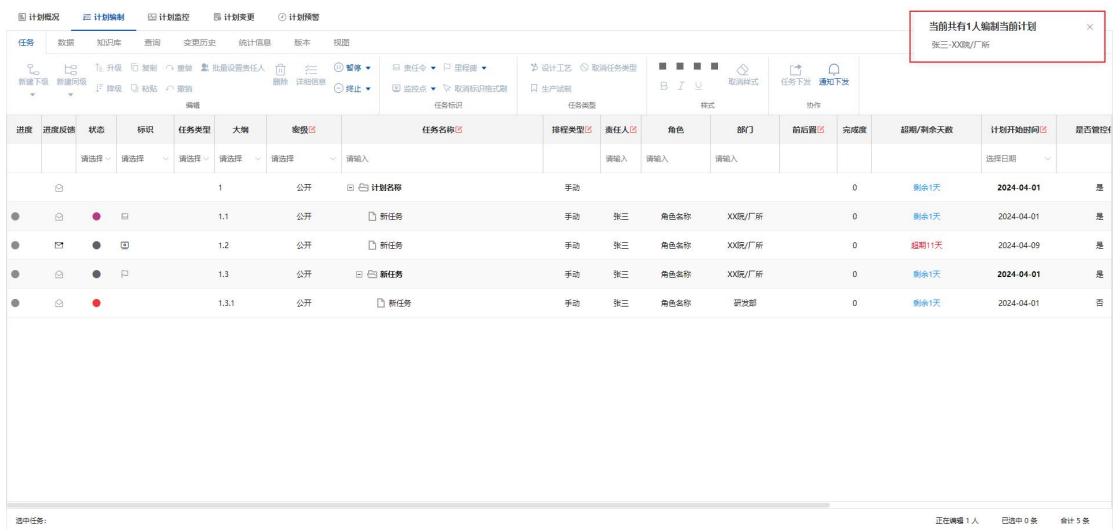 计划概况 计划编制 计划监控 计划变更 计划预警
当前共有1人编制当前计划
张三-XX院/厂所
任务 数据 知识库 查询 变更历史 统计信息 版本 视图
新建下级 新建同级 升级 复制 重做 批量设置责任人 删除 详细信息 暂停 责任令 里程碑 设计工艺 取消任务类型 取消样式 任务下发 通知下发
降级 粘贴 撤销 终止 监控点 取消标识格式刷 生产试制 B I U
编辑 任务标识 任务类型 样式 协作
进度 进度反馈 状态 标识 任务类型 大纲 密级 任务名称 排程类型 责任人 角色 部门 前后置 完成度 超期/剩余天数 计划开始时间 是否管控
请选择 请选择 请选择 请选择 请选择 请输入 请输入 请输入 请输入 选择日期
1 公开 计划名称 手动 0 剩余1天 2024-04-01 是
1.1 公开 新任务 手动 张三 角色名称 XX院/厂所 0 剩余1天 2024-04-01 是
1.2 公开 新任务 手动 张三 角色名称 XX院/厂所 0 超期11天 2024-04-09 是
1.3 公开 新任务 手动 张三 角色名称 XX院/厂所 0 剩余1天 2024-04-01 是
1.3.1 公开 新任务 手动 张三 角色名称 研发部 0 剩余1天 2024-04-01 否
选中任务: 正在编辑 1 人 已选中 0 条 合计 5 条